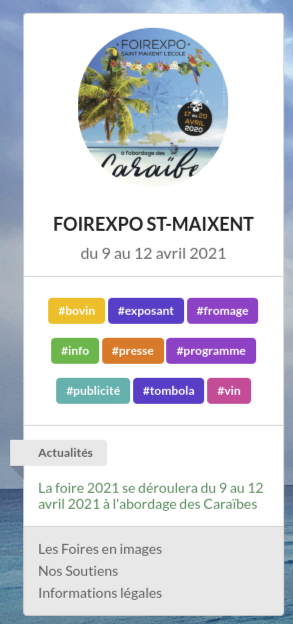 •FOIREXPO•
SAINT MAIXENT L'ÉCOLE
17 au 20
AVRIL
2020
à l'abordage des
Caraïbe
FOIREXPO ST-MAIXENT
du 9 au 12 avril 2021
#bovin #exposant #fromage
#info #presse #programme
#publicité #tombola #vin
Actualités
La foire 2021 se déroulera du 9 au 12
avril 2021 à l'abordage des Caraïbes
Les Foires en images
Nos Soutiens
Informations légales